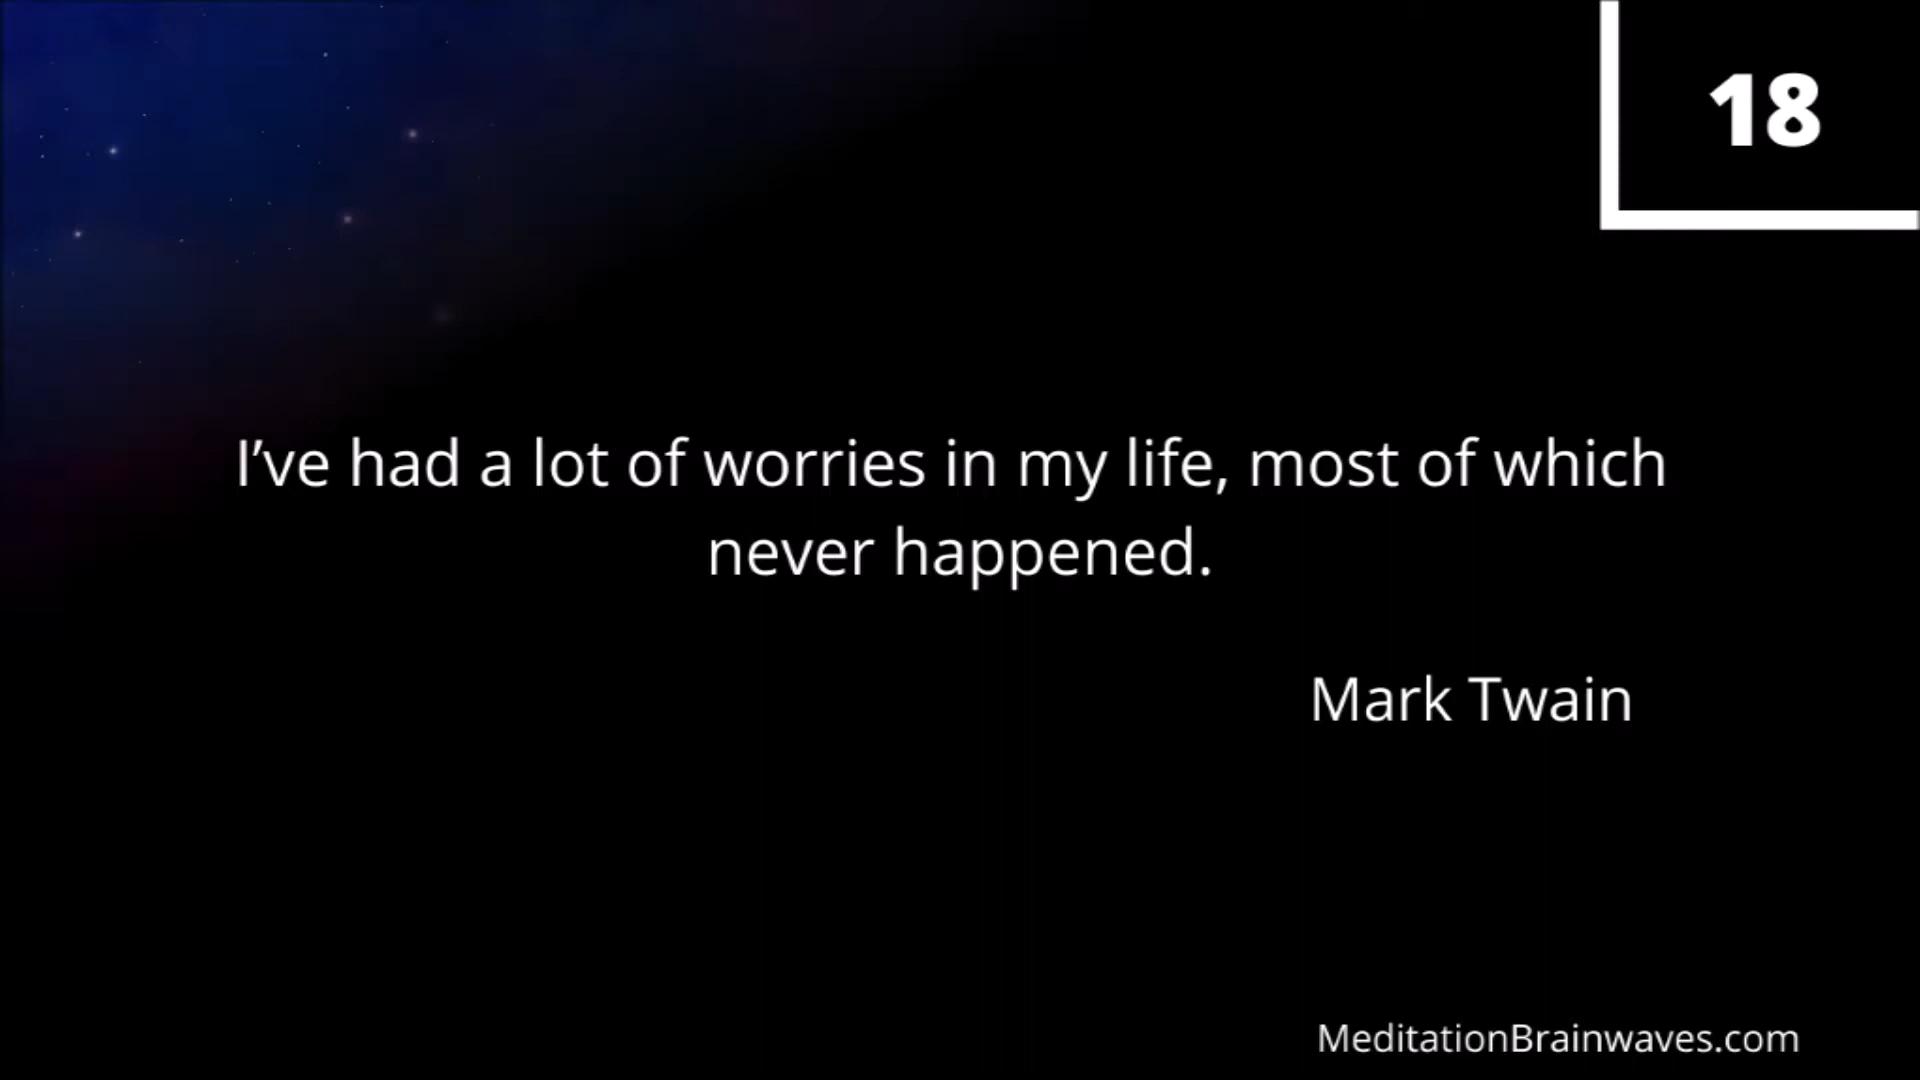 18
I’ve had a lot of worries in my life, most of which
never happened.
Mark Twain
MeditationBrainwaves.com